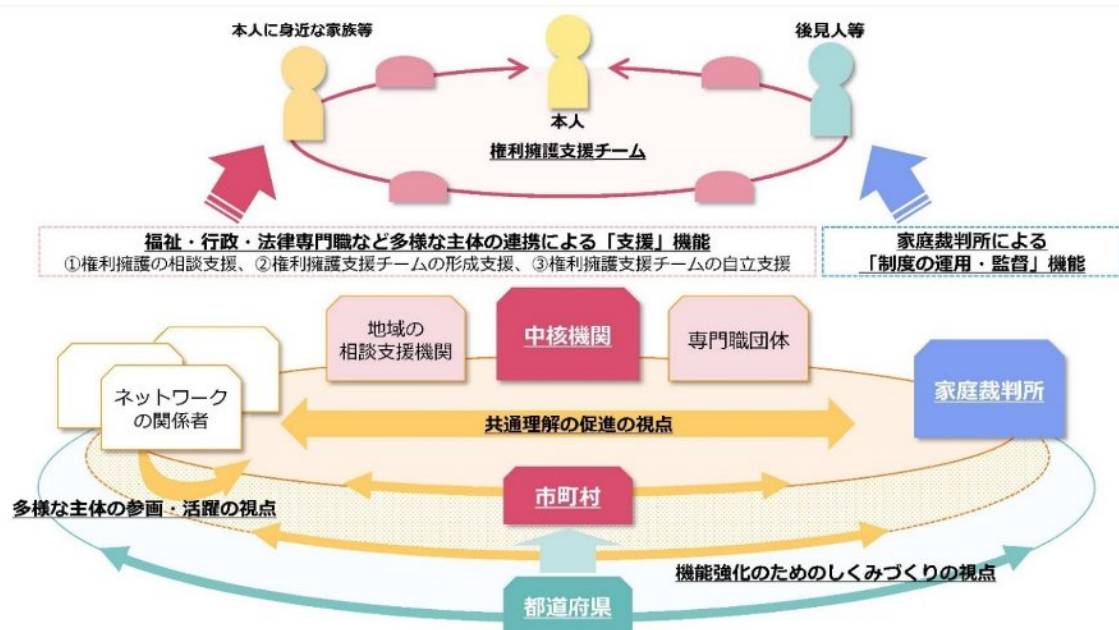 本人に身近な家族等
後見人等
本人
権利擁護支援チーム
福祉・行政・法律専門職など多様な主体の連携による「支援」機能
①権利擁護の相談支援、②権利擁護支援チームの形成支援、③権利擁護支援チームの自立支援
家庭裁判所による
「制度の運用・監督」機能
地域の
相談支援機関
中核機関
専門職団体
ネットワーク
の関係者
家庭裁判所
共通理解の促進の視点
市町村
多様な主体の参画・活躍の視点
機能強化のためのしくみづくりの視点
都道府県